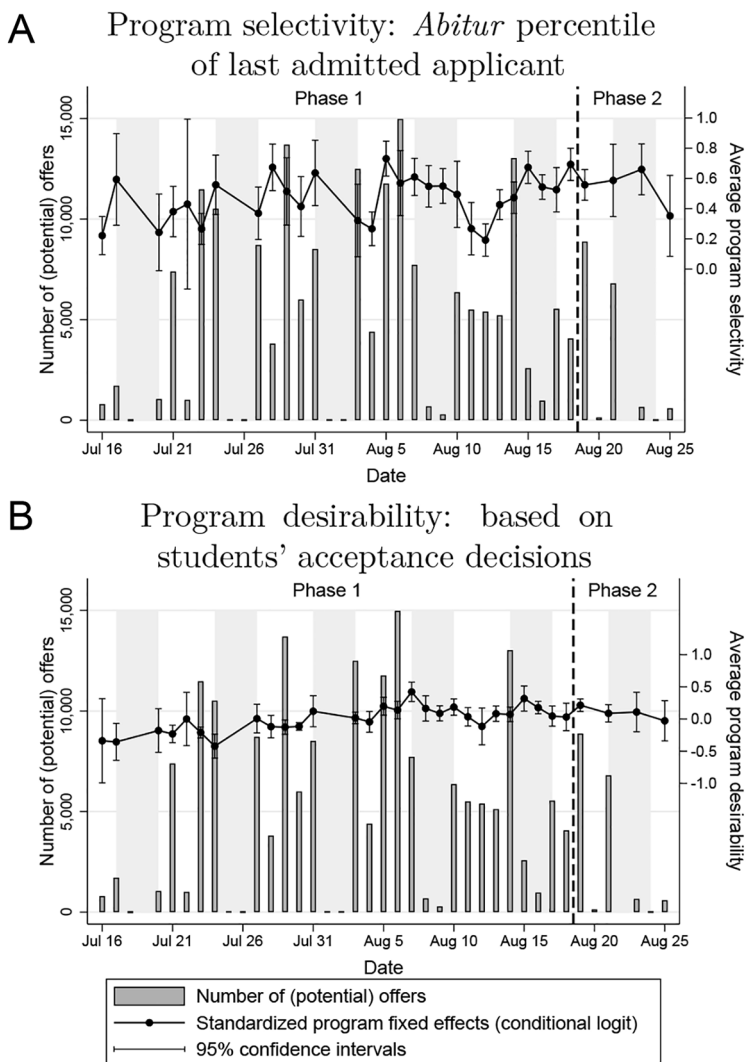 A
Program selectivity: Abitur percentile
of last admitted applicant
Phase 1
Phase 2
Number of (potential) offers
15,000
10,000
5,000
0
1.0
0.8
0.6
0.4
0.2
0.0
Average program selectivity
Jul 16 Jul 21 Jul 26 Jul 31 Aug 5 Aug 10 Aug 15 Aug 20 Aug 25
Date
B
Program desirability: based on
students' acceptance decisions
Phase 1
Phase 2
Number of (potential) offers
15,000
10,000
5,000
0
1.0
0.5
0.0
-0.5
-1.0
Average program desirability
Jul 16 Jul 21 Jul 26 Jul 31 Aug 5 Aug 10 Aug 15 Aug 20 Aug 25
Date
Number of (potential) offers
Standardized program fixed effects (conditional logit)
95% confidence intervals